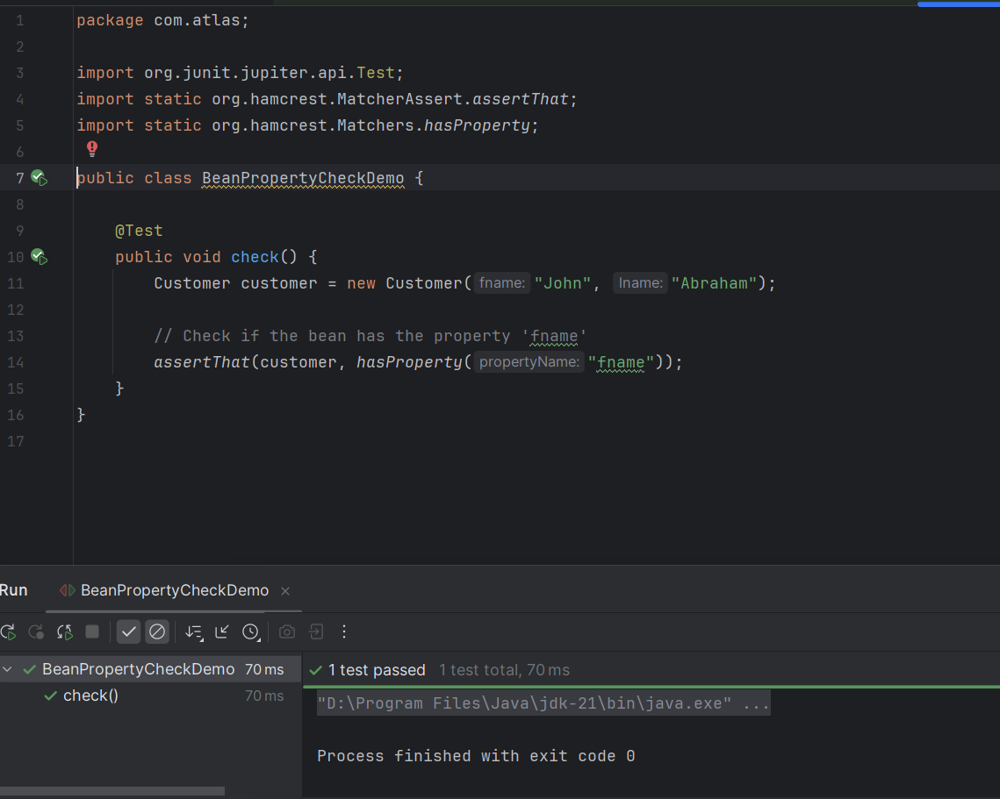 1 package com.atlas;
2
3 import org.junit.jupiter.api.Test;
4 import static org.hamcrest.MatcherAssert.assertThat;
5 import static org.hamcrest.Matchers.hasProperty;
6
7 public class BeanPropertyCheckDemo {
8
9 @Test
10 public void check() {
11 Customer customer = new Customer( fname: "John", lname: "Abraham");
12
13 // Check if the bean has the property 'fname'
14 assertThat(customer, hasProperty( propertyName: "fname"));
15 }
16 }
17
Run BeanPropertyCheckDemo ×
BeanPropertyCheckDemo 70 ms
check() 70 ms
1 test passed 1 test total, 70 ms
"D:\Program Files\Java\jdk-21\bin\java.exe" ...
Process finished with exit code 0